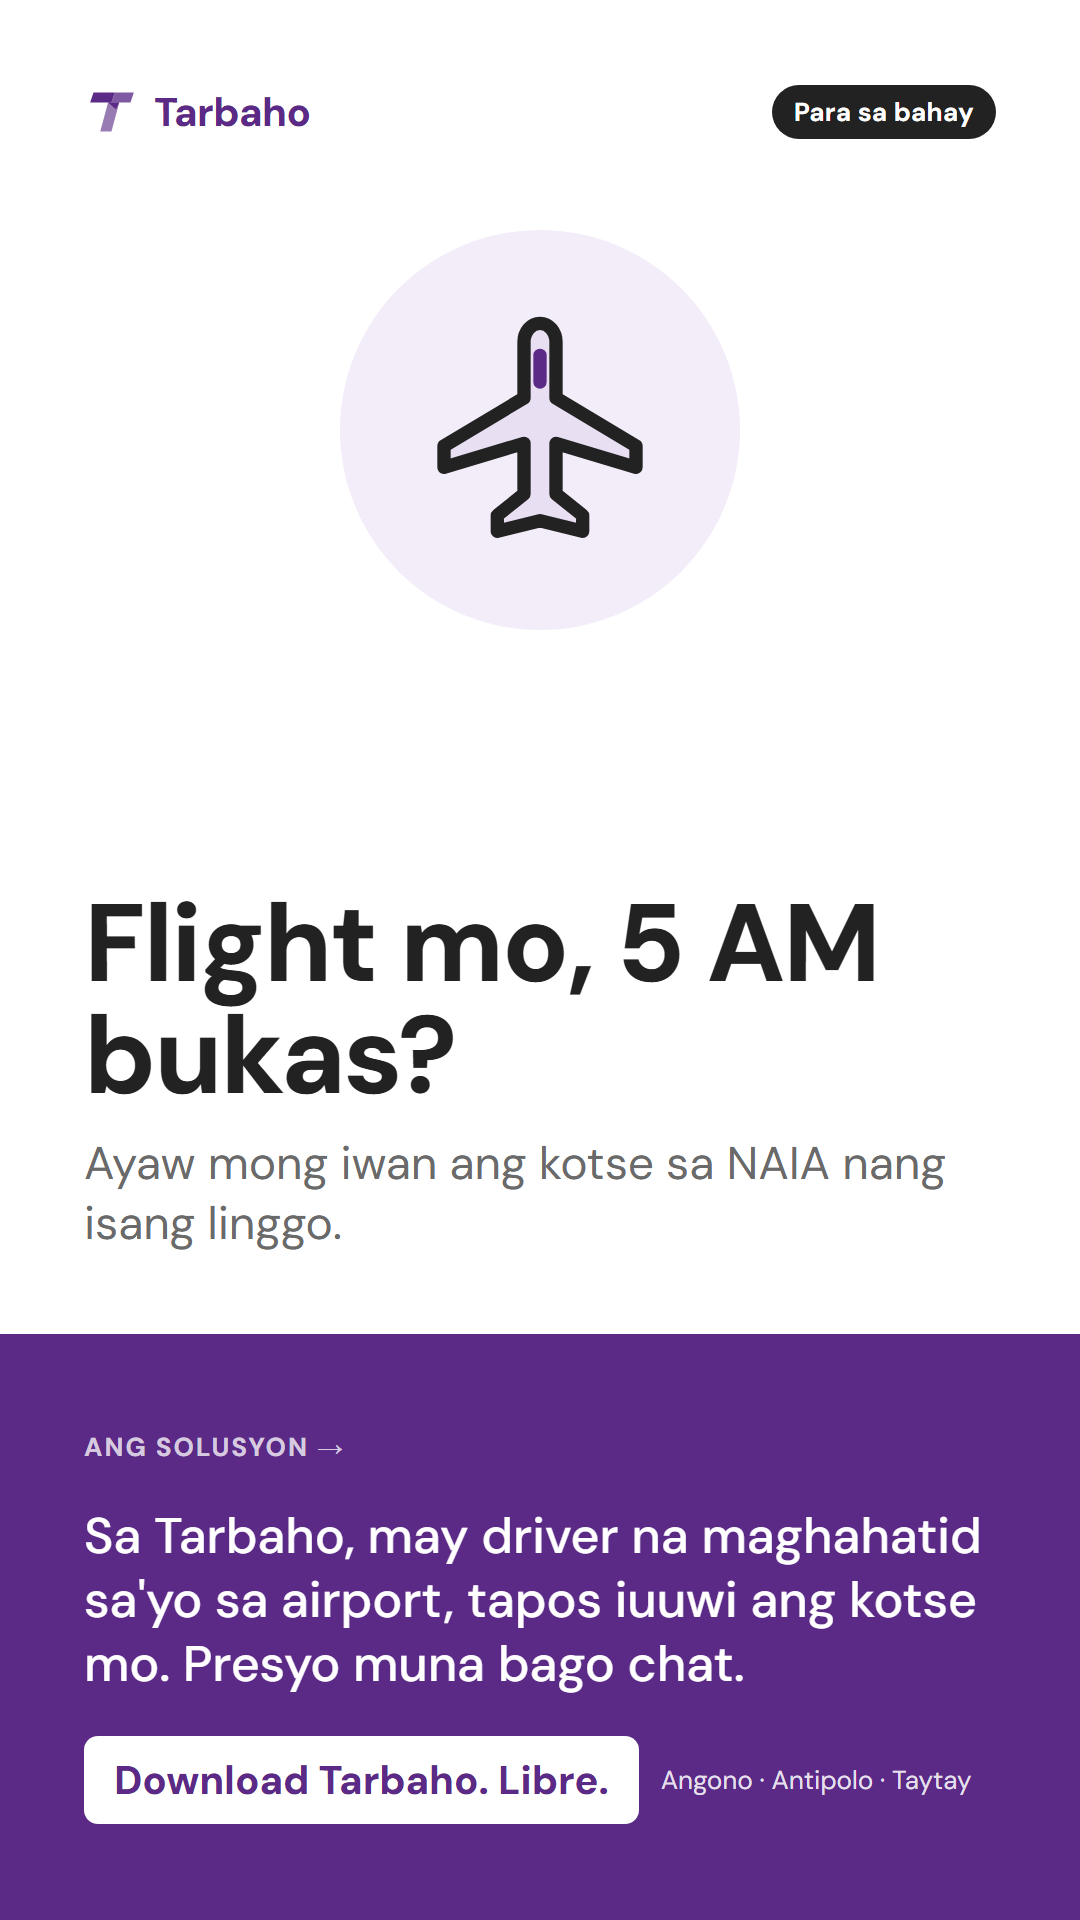 Tarbaho
Para sa bahay
Flight mo, 5 AM
bukas?
Ayaw mong iwan ang kotse sa NAIA nang
isang linggo.
ANG SOLUSYON →
Sa Tarbaho, may driver na maghahatid
sa'yo sa airport, tapos iuuwi ang kotse
mo. Presyo muna bago chat.
Download Tarbaho. Libre.
Angono · Antipolo · Taytay